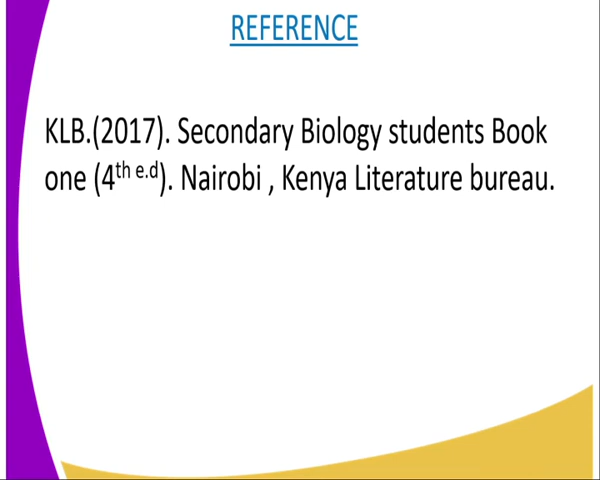 REFERENCE
KLB.(2017). Secondary Biology students Book
one (4th e.d). Nairobi , Kenya Literature bureau.